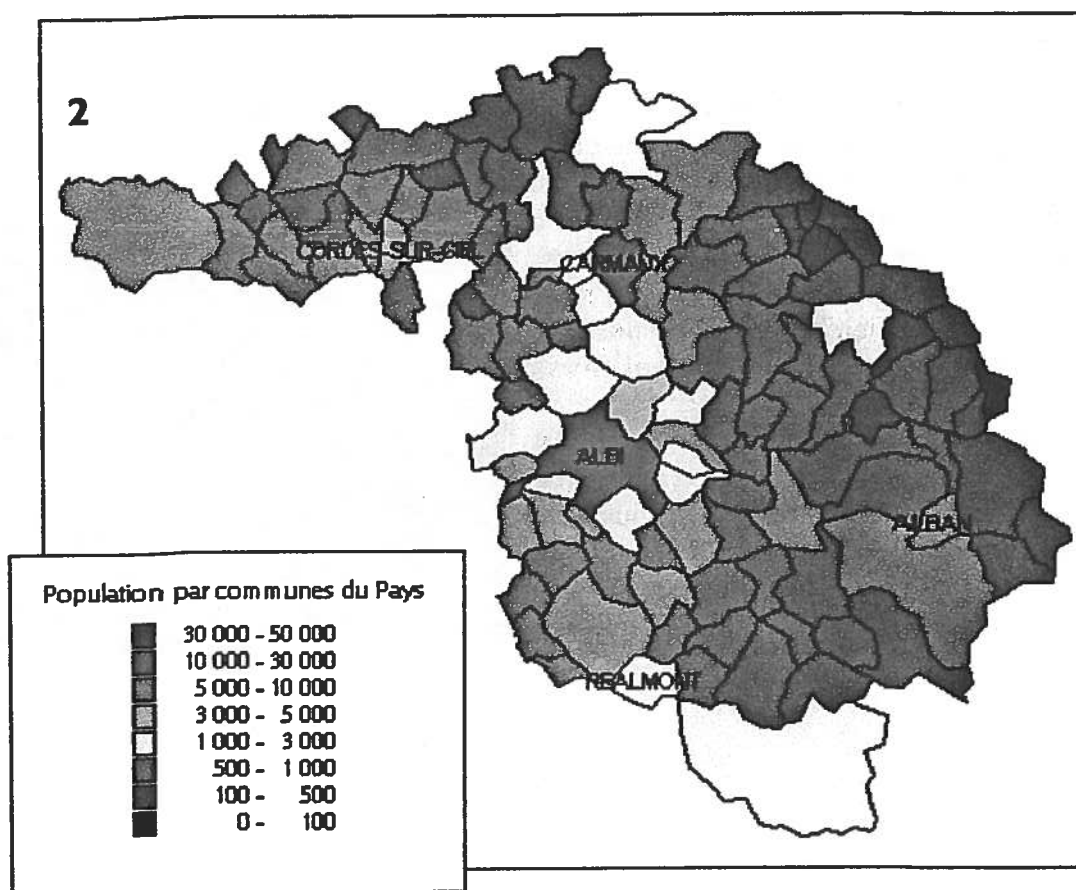 2
CORDES-SUR-CIEL
CARMAUX
ALBI
ALBAN
REALMONT
Population par communes du Pays
30 000 - 50 000
10 000 - 30 000
5 000 - 10 000
3 000 - 5 000
1 000 - 3 000
500 - 1 000
100 - 500
0 - 100